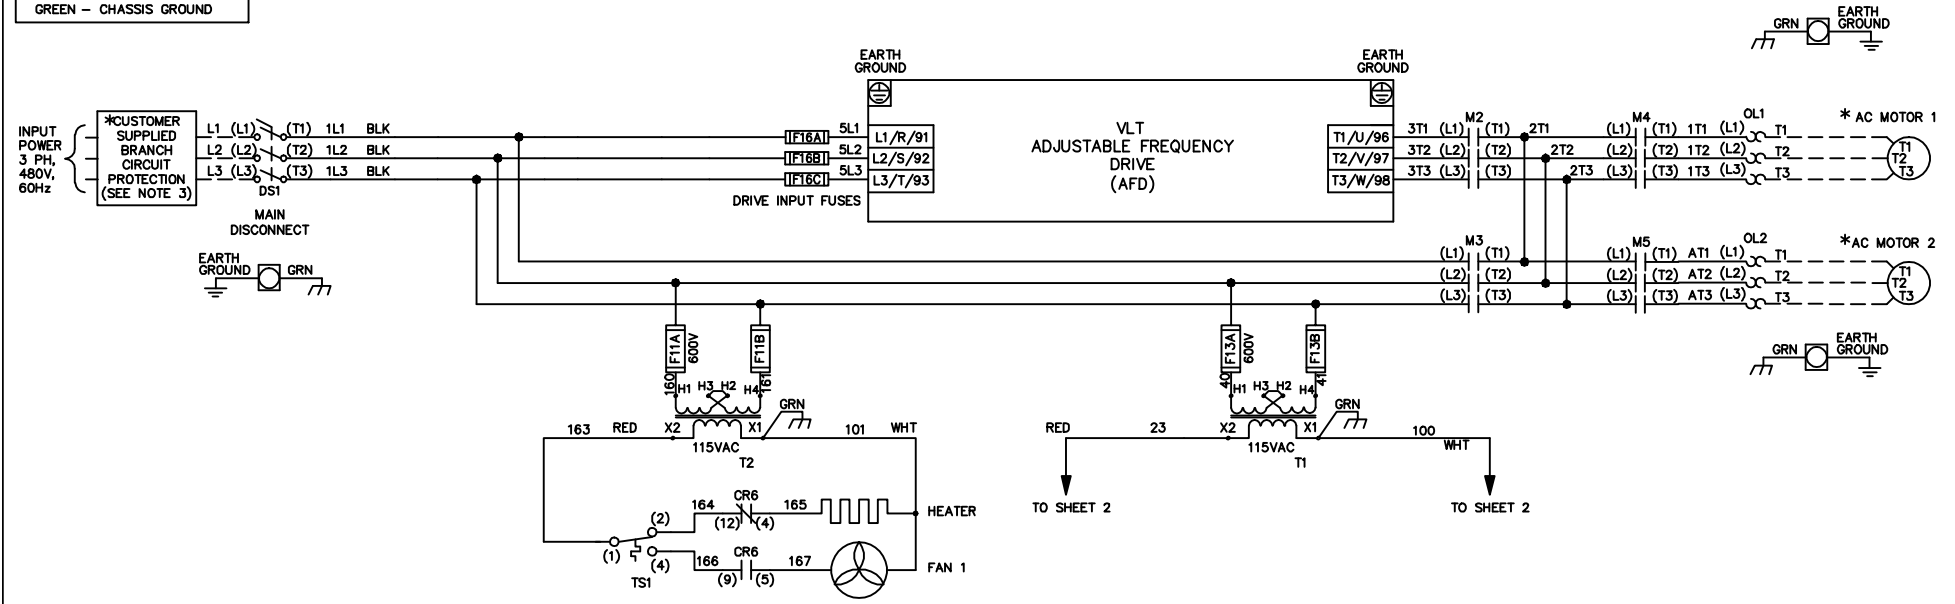 GREEN – CHASSIS GROUND
EARTH
GROUND
GRN
EARTH
GROUND
EARTH
GROUND
INPUT
POWER
3 PH,
480V,
60Hz
*CUSTOMER
SUPPLIED
BRANCH
CIRCUIT
PROTECTION
(SEE NOTE 3)
L1 (L1) (T1) 1L1 BLK
L2 (L2) (T2) 1L2 BLK
L3 (L3) (T3) 1L3 BLK
DS1
MAIN
DISCONNECT
F16A 5L1 L1/R/91
F16B 5L2 L2/S/92
F16C 5L3 L3/T/93
DRIVE INPUT FUSES
VLT
ADJUSTABLE FREQUENCY
DRIVE
(AFD)
M2 M4 OL1 * AC MOTOR 1
T1/U/96 3T1 (L1) (T1) 2T1 (L1) (T1) 1T1 (L1) T1 T1
T2/V/97 3T2 (L2) (T2) 2T2 (L2) (T2) 1T2 (L2) T2 T2
T3/W/98 3T3 (L3) (T3) 2T3 (L3) (T3) 1T3 (L3) T3 T3
EARTH
GROUND
GRN
M3 M5 OL2 *AC MOTOR 2
(L1) (T1) (L1) (T1) AT1 (L1) T1 T1
(L2) (T2) (L2) (T2) AT2 (L2) T2 T2
(L3) (T3) (L3) (T3) AT3 (L3) T3 T3
GRN
EARTH
GROUND
F11A
600V
F11B
160
161
H1 H3 H2 H4
GRN
163 RED X2 X1 101 WHT
115VAC
T2
F13A
600V
F13B
40
41
H1 H3 H2 H4
GRN
RED 23 X2 X1 100
WHT
115VAC
T1
TO SHEET 2
TO SHEET 2
164 CR6 165
(2) (12) (4)
HEATER
(1)
(4)
TS1
166 CR6 167
(9) (5)
FAN 1